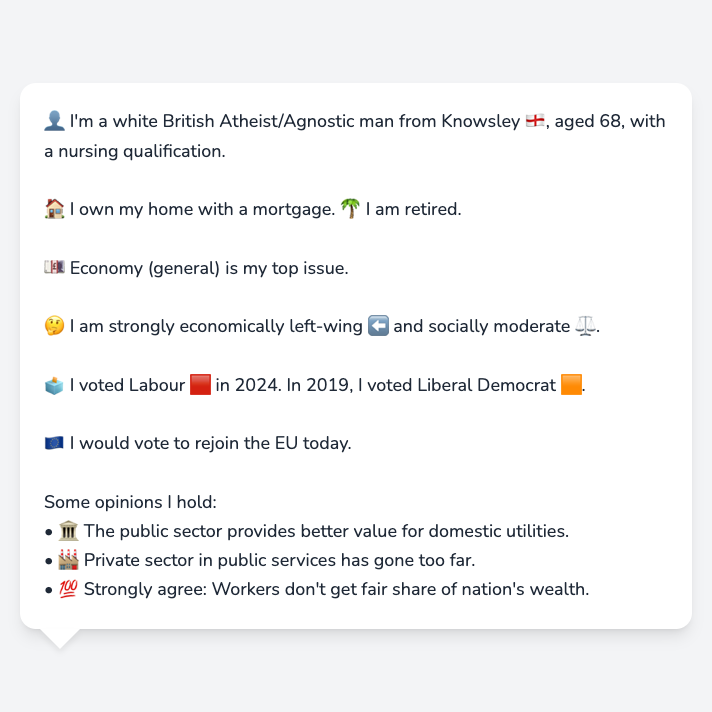 👤 I'm a white British Atheist/Agnostic man from Knowsley 🏴󠁧󠁢󠁥󠁮󠁧󠁿, aged 68, with
a nursing qualification.
🏠 I own my home with a mortgage. 🌴 I am retired.
💷 Economy (general) is my top issue.
🤔 I am strongly economically left-wing ⬅️ and socially moderate ⚖️.
🗳️ I voted Labour 🟥 in 2024. In 2019, I voted Liberal Democrat 🟧.
🇪🇺 I would vote to rejoin the EU today.
Some opinions I hold:
• 🏛️ The public sector provides better value for domestic utilities.
• 🏭 Private sector in public services has gone too far.
• 💯 Strongly agree: Workers don't get fair share of nation's wealth.